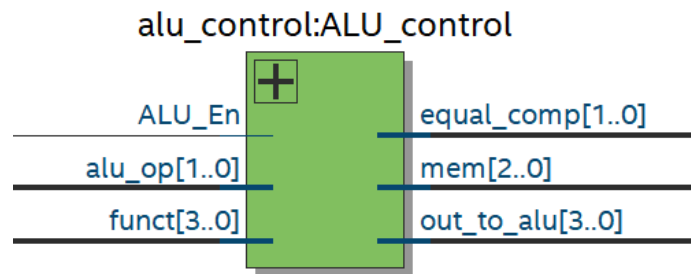 alu_control:ALU_control
ALU_En
equal_comp[1..0]
alu_op[1..0]
mem[2..0]
funct[3..0]
out_to_alu[3..0]